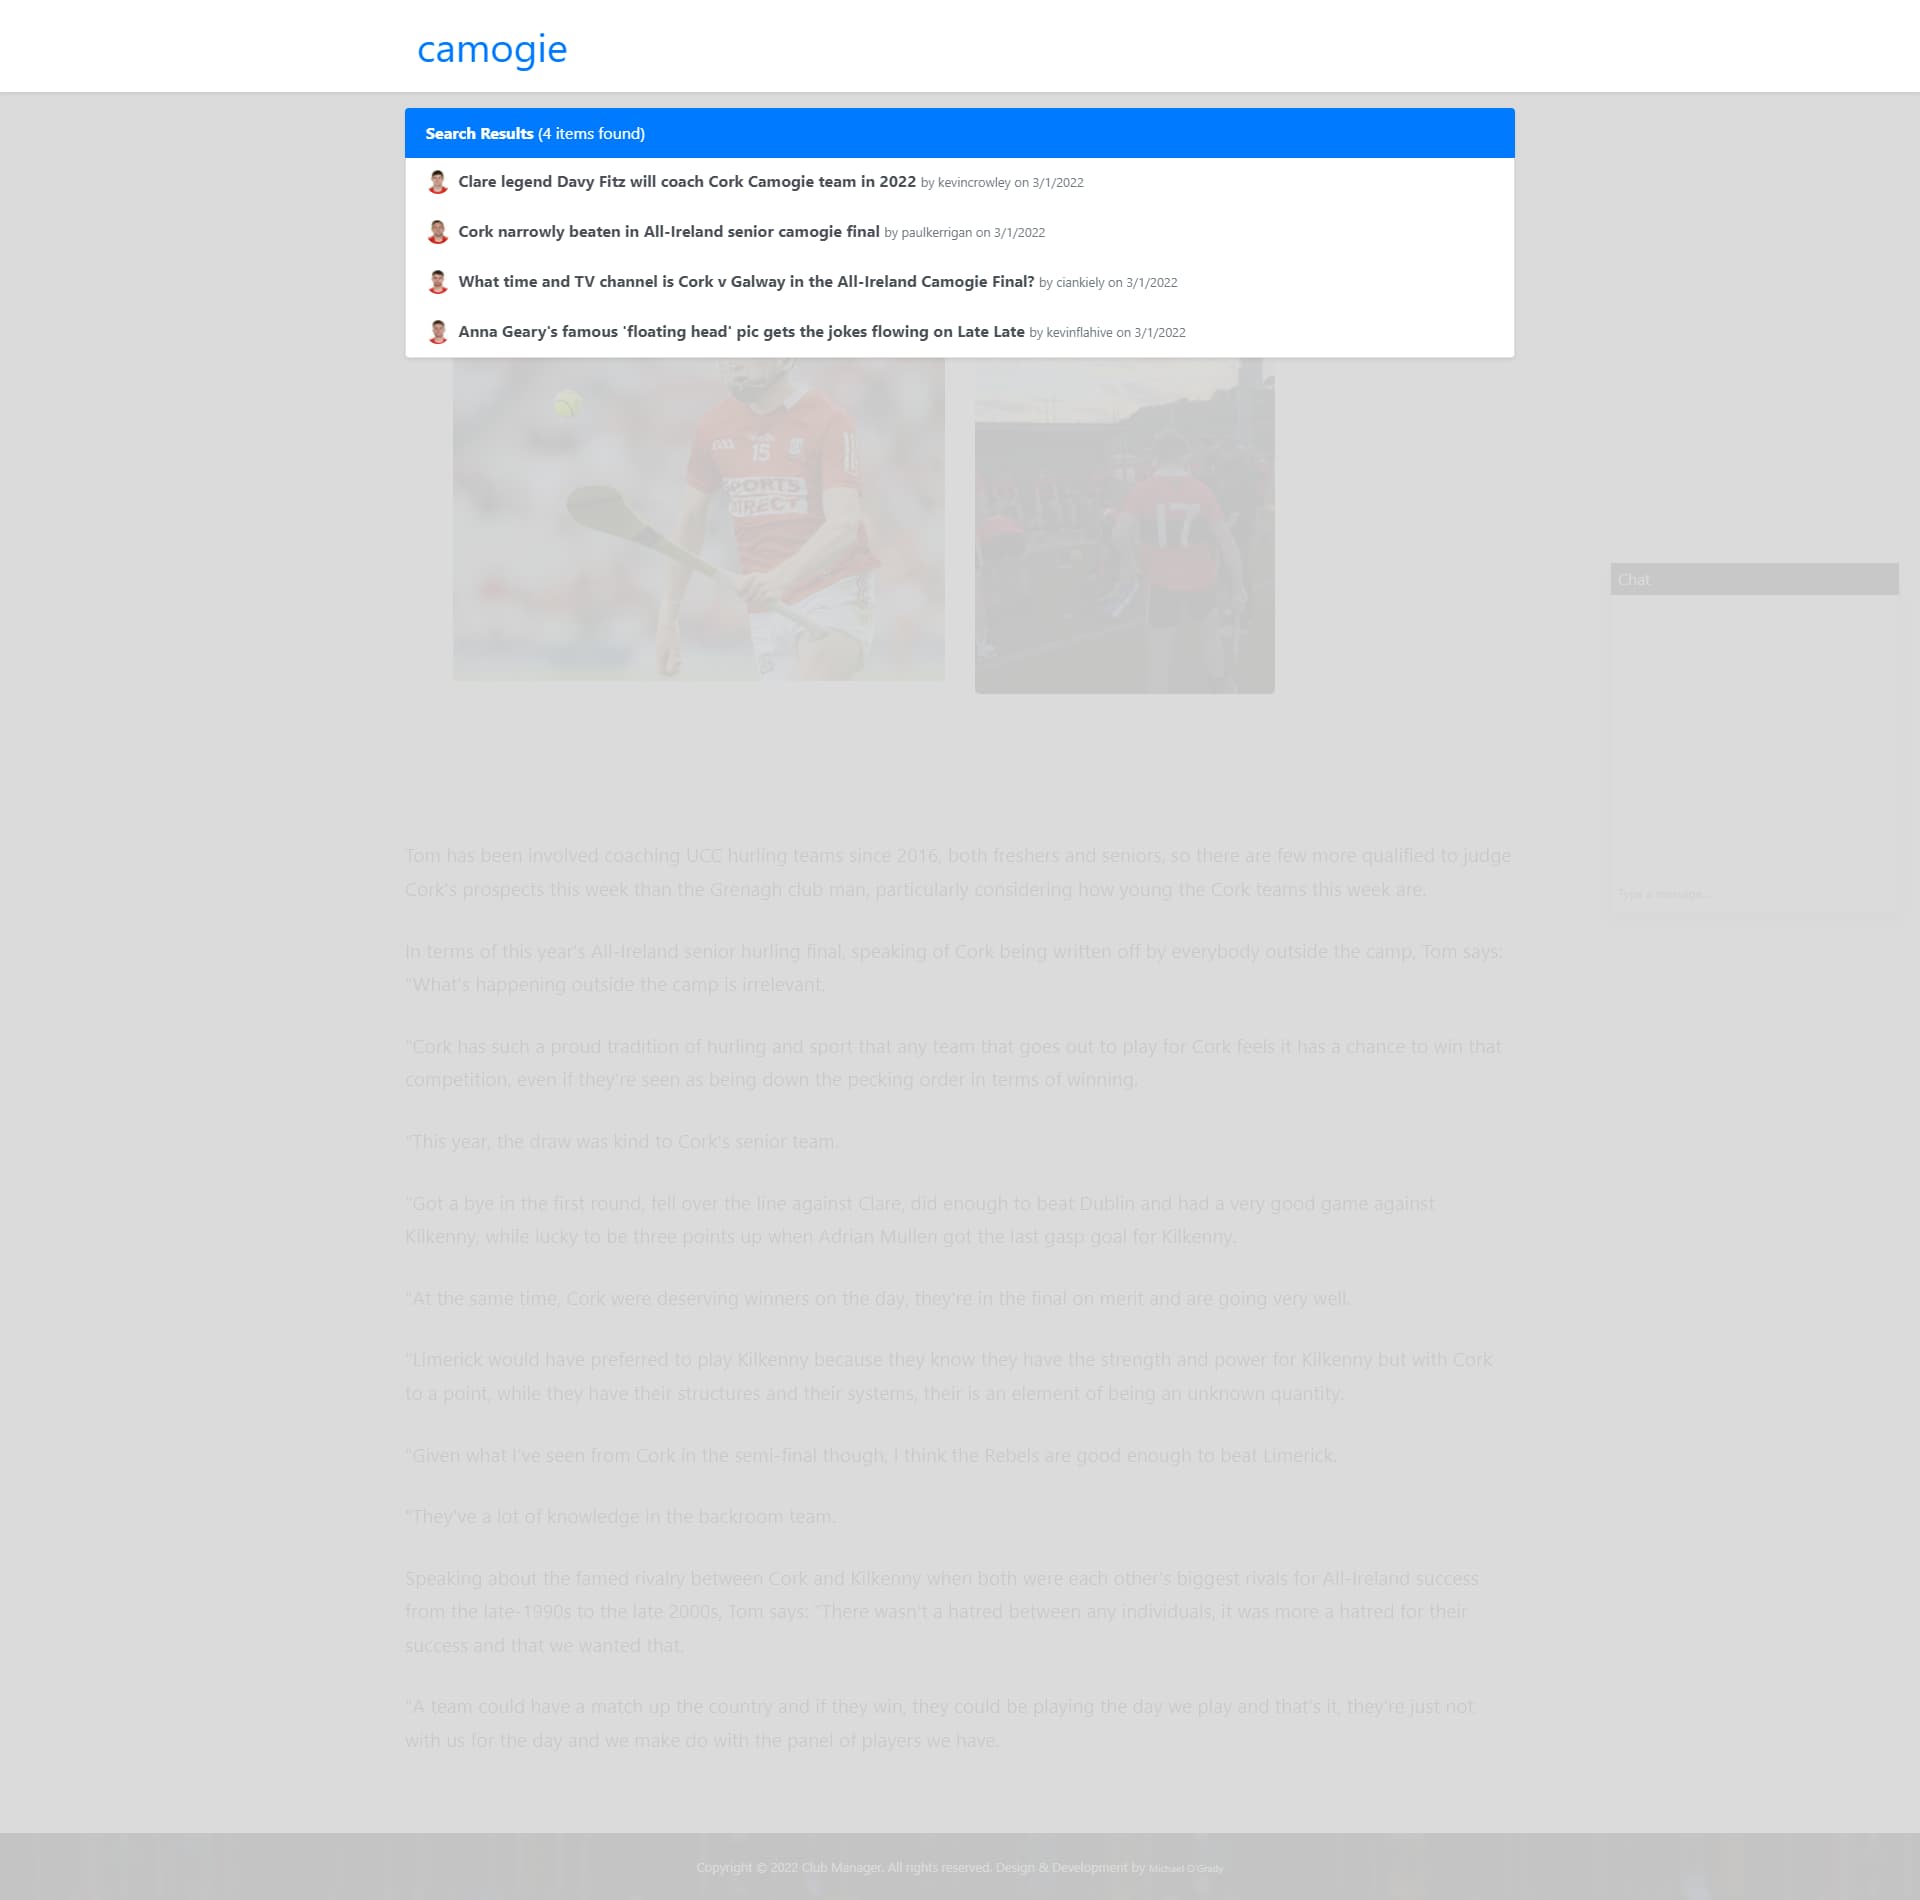 camogie
Search Results (4 items found)
Clare legend Davy Fitz will coach Cork Camogie team in 2022 by kevincrowley on 3/1/2022
Cork narrowly beaten in All-Ireland senior camogie final by paulkerrigan on 3/1/2022
What time and TV channel is Cork v Galway in the All-Ireland Camogie Final? by ciankiely on 3/1/2022
Anna Geary's famous 'floating head' pic gets the jokes flowing on Late Late by kevinflahive on 3/1/2022
15
SPORTS
DIRECT
17
Chat
Type a message...
Tom has been involved coaching UCC hurling teams since 2016, both freshers and seniors, so there are few more qualified to judge
Cork's prospects this week than the Grenagh club man, particularly considering how young the Cork teams this week are.
In terms of this year's All-Ireland senior hurling final, speaking of Cork being written off by everybody outside the camp, Tom says:
"What's happening outside the camp is irrelevant.
"Cork has such a proud tradition of hurling and sport that any team that goes out to play for Cork feels it has a chance to win that
competition, even if they're seen as being down the pecking order in terms of winning.
"This year, the draw was kind to Cork's senior team.
"Got a bye in the first round, fell over the line against Clare, did enough to beat Dublin and had a very good game against
Kilkenny, while lucky to be three points up when Adrian Mullen got the last gasp goal for Kilkenny.
"At the same time, Cork were deserving winners on the day, they're in the final on merit and are going very well.
"Limerick would have preferred to play Kilkenny because they know they have the strength and power for Kilkenny but with Cork
to a point, while they have their structures and their systems, their is an element of being an unknown quantity.
"Given what I've seen from Cork in the semi-final though, I think the Rebels are good enough to beat Limerick.
"They've a lot of knowledge in the backroom team.
Speaking about the famed rivalry between Cork and Kilkenny when both were each other's biggest rivals for All-Ireland success
from the late-1990s to the late 2000s, Tom says: "There wasn't a hatred between any individuals, it was more a hatred for their
success and that we wanted that.
"A team could have a match up the country and if they win, they could be playing the day we play and that's it, they're just not
with us for the day and we make do with the panel of players we have.
Copyright © 2022 Club Manager. All rights reserved. Design & Development by Michael O'Grady